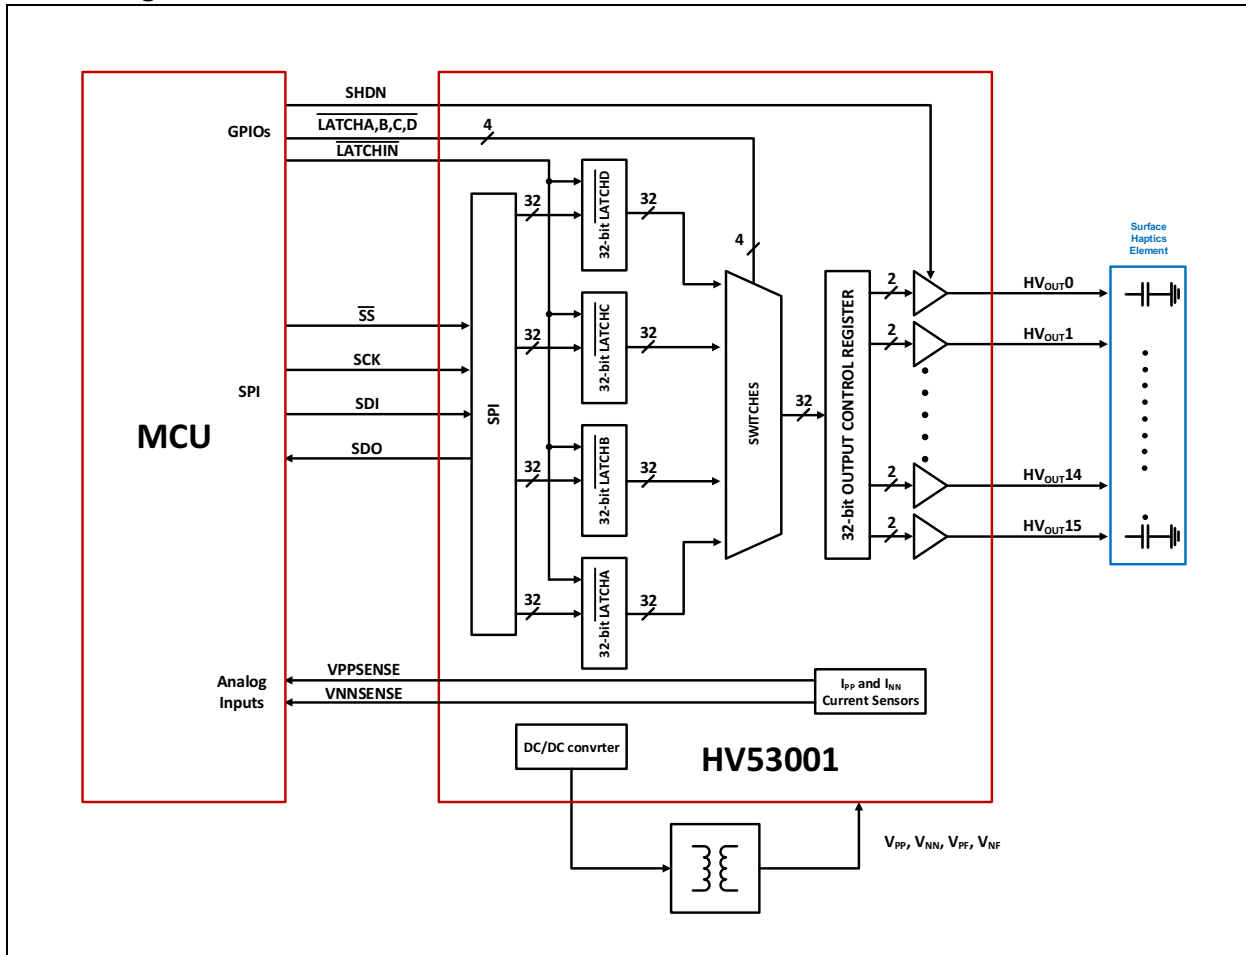 SHDN
GPIOs
LATCHA,B,C,D
4
LATCHIN
32
32-bit LATCHD
32
4
32
32-bit LATCHC
32
32
32-bit LATCHB
32
32
32-bit LATCHA
32
SS
SCK
SPI
SDI
SDO
MCU
SPI
SWITCHES
32
32-bit OUTPUT CONTROL REGISTER
2
2
2
2
HVOUT0
HVOUT1
HVOUT14
HVOUT15
Surface
Haptics
Element
Analog
Inputs
VPPSENSE
VNNSENSE
IPP and INN
Current Sensors
DC/DC convrter
HV53001
VPP, VNN, VPF, VNF